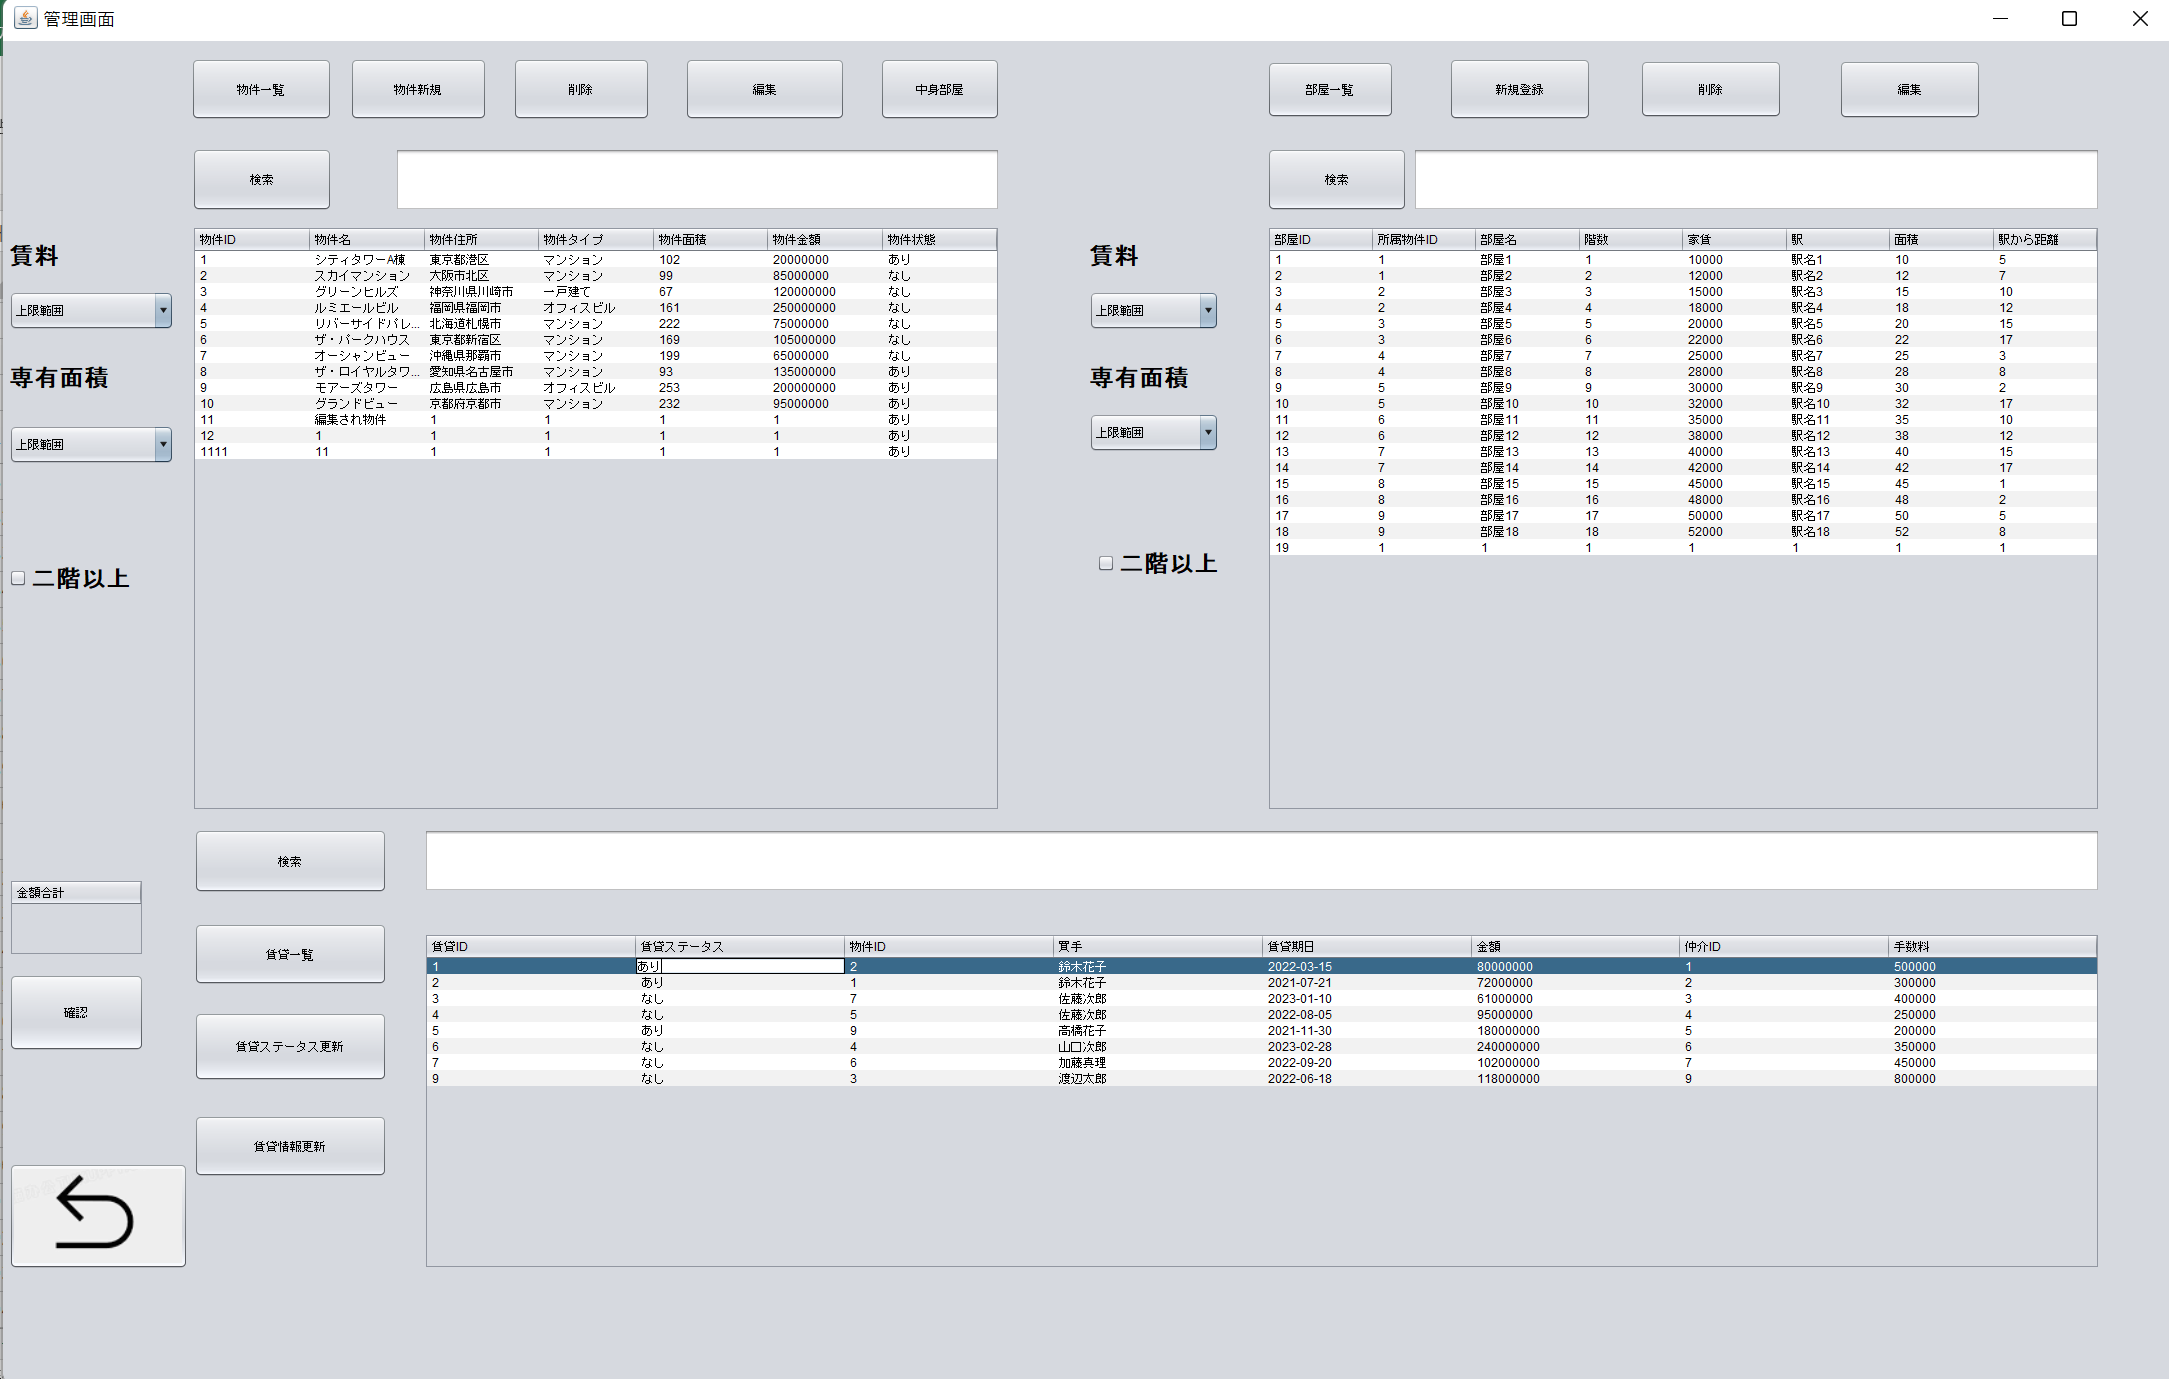 管理画面
物件一覧 物件新規 削除 編集 中身部屋
検索
賃料
上限範囲
専有面積
上限範囲
二階以上
物件ID 物件名 物件住所 物件タイプ 物件面積 物件金額 物件状態
1 シティタワーA棟 東京都港区 マンション 102 20000000 あり
2 スカイマンション 大阪市北区 マンション 99 85000000 なし
3 グリーンヒルズ 神奈川県川崎市 一戸建て 67 120000000 なし
4 ルミエールビル 福岡県福岡市 オフィスビル 161 250000000 なし
5 リバーサイドパレ... 北海道札幌市 マンション 222 75000000 なし
6 ザ・パークハウス 東京都新宿区 マンション 169 105000000 なし
7 オーシャンビュー 沖縄県那覇市 マンション 199 65000000 なし
8 ザ・ロイヤルタワ... 愛知県名古屋市 マンション 93 135000000 あり
9 モアーズタワー 広島県広島市 オフィスビル 253 200000000 あり
10 グランドビュー 京都府京都市 マンション 232 95000000 あり
11 編集され物件 1 1 1 1 あり
12 1 1 1 1 1 あり
1111 11 1 1 1 1 あり
部屋一覧 新規登録 削除 編集
検索
賃料
上限範囲
専有面積
上限範囲
二階以上
部屋ID 所属物件ID 部屋名 階数 家賃 駅 面積 駅から距離
1 1 部屋1 1 10000 駅名1 10 5
2 1 部屋2 2 12000 駅名2 12 7
3 2 部屋3 3 15000 駅名3 15 10
4 2 部屋4 4 18000 駅名4 18 12
5 3 部屋5 5 20000 駅名5 20 15
6 3 部屋6 6 22000 駅名6 22 17
7 4 部屋7 7 25000 駅名7 25 3
8 4 部屋8 8 28000 駅名8 28 8
9 5 部屋9 9 30000 駅名9 30 2
10 5 部屋10 10 32000 駅名10 32 17
11 6 部屋11 11 35000 駅名11 35 10
12 6 部屋12 12 38000 駅名12 38 12
13 7 部屋13 13 40000 駅名13 40 15
14 7 部屋14 14 42000 駅名14 42 17
15 8 部屋15 15 45000 駅名15 45 1
16 8 部屋16 16 48000 駅名16 48 2
17 9 部屋17 17 50000 駅名17 50 5
18 9 部屋18 18 52000 駅名18 52 8
19 1 1 1 1 1 1 1
検索
金額合計
確認
賃貸一覧
賃貸ステータス更新
賃貸情報更新
賃貸ID 賃貸ステータス 物件ID 買手 賃貸期日 金額 仲介ID 手数料
1 あり 2 鈴木花子 2022-03-15 80000000 1 500000
2 あり 1 鈴木花子 2021-07-21 72000000 2 300000
3 なし 7 佐藤次郎 2023-01-10 61000000 3 400000
4 なし 5 佐藤次郎 2022-08-05 95000000 4 250000
5 あり 9 高橋花子 2021-11-30 180000000 5 200000
6 なし 4 山口次郎 2023-02-28 240000000 6 350000
7 なし 6 加藤真理 2022-09-20 102000000 7 450000
9 なし 3 渡辺太郎 2022-06-18 118000000 9 800000